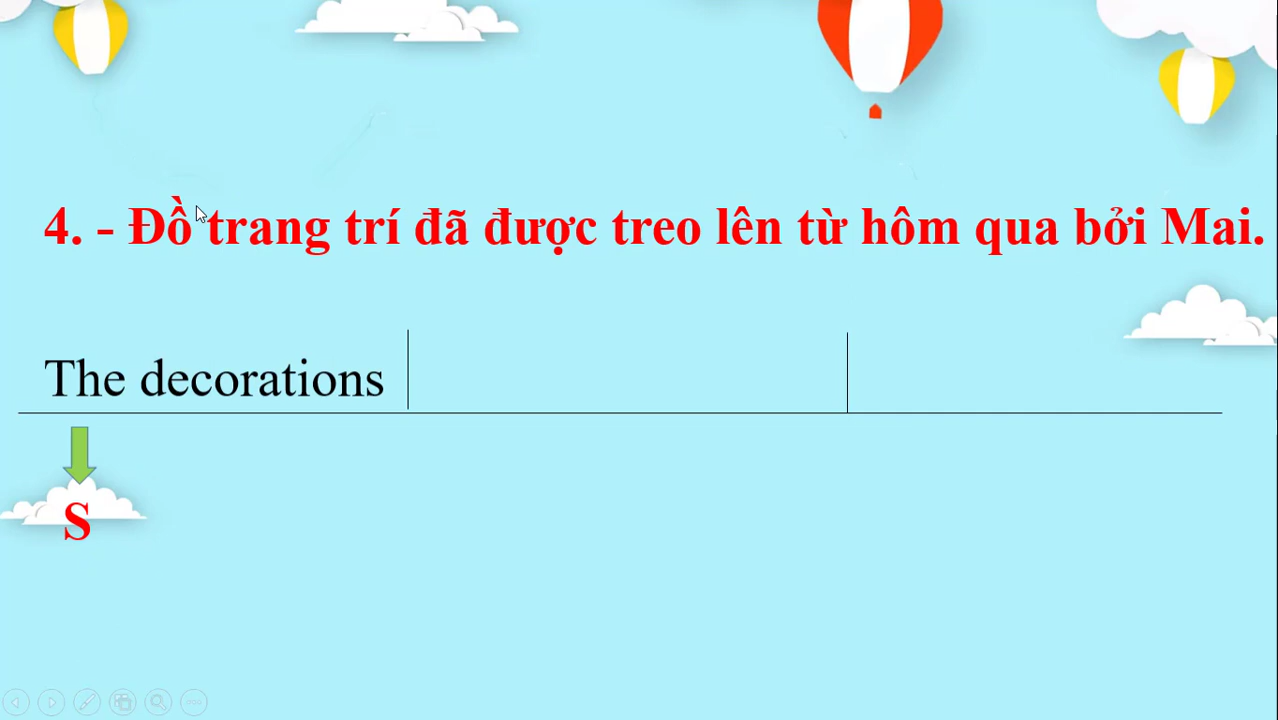 4. - Đồ trang trí đã được treo lên từ hôm qua bởi Mai.
The decorations
S